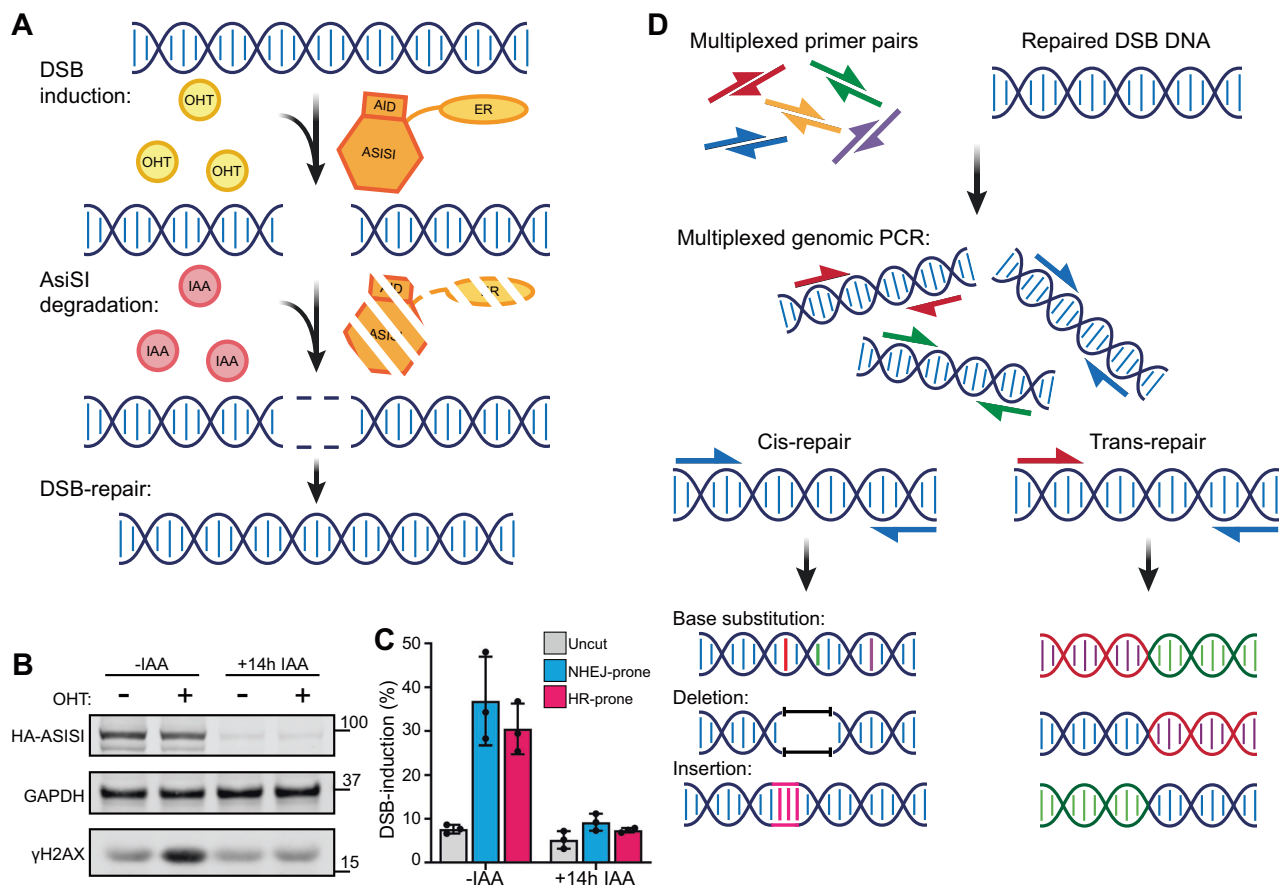 A
DSB
induction:
OHT
OHT
OHT
AID
ER
ASISI
AsiSI
degradation:
IAA
IAA
IAA
AID
ER
ASISI
DSB-repair:
B
-IAA
+14h IAA
OHT:
- + - +
HA-ASISI
100
GAPDH
37
γH2AX
15
C
DSB-induction (%)
50
40
30
20
10
0
Uncut
NHEJ-prone
HR-prone
-IAA
+14h IAA
D
Multiplexed primer pairs
Repaired DSB DNA
Multiplexed genomic PCR:
Cis-repair
Trans-repair
Base substitution:
Deletion:
Insertion: